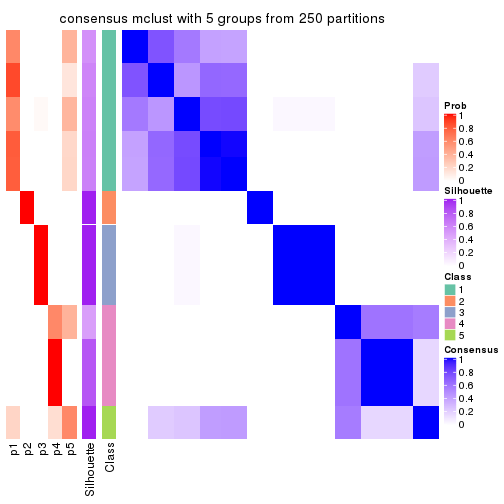 consensus mclust with 5 groups from 250 partitions
Prob
1
0.8
0.6
0.4
0.2
0
Silhouette
1
0.8
0.6
0.4
0.2
0
Class
1
2
3
4
5
Consensus
1
0.8
0.6
0.4
0.2
0
p1
p2
p3
p4
p5
Silhouette
Class